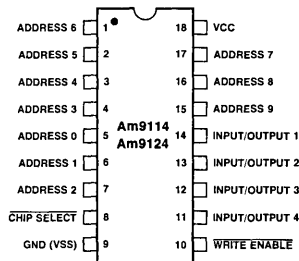 ADDRESS 6 1 18 VCC
ADDRESS 5 2 17 ADDRESS 7
ADDRESS 4 3 16 ADDRESS 8
ADDRESS 3 4 15 ADDRESS 9
Am9114
ADDRESS 0 5 14 INPUT/OUTPUT 1
Am9124
ADDRESS 1 6 13 INPUT/OUTPUT 2
ADDRESS 2 7 12 INPUT/OUTPUT 3
CHIP SELECT 8 11 INPUT/OUTPUT 4
GND (VSS) 9 10 WRITE ENABLE